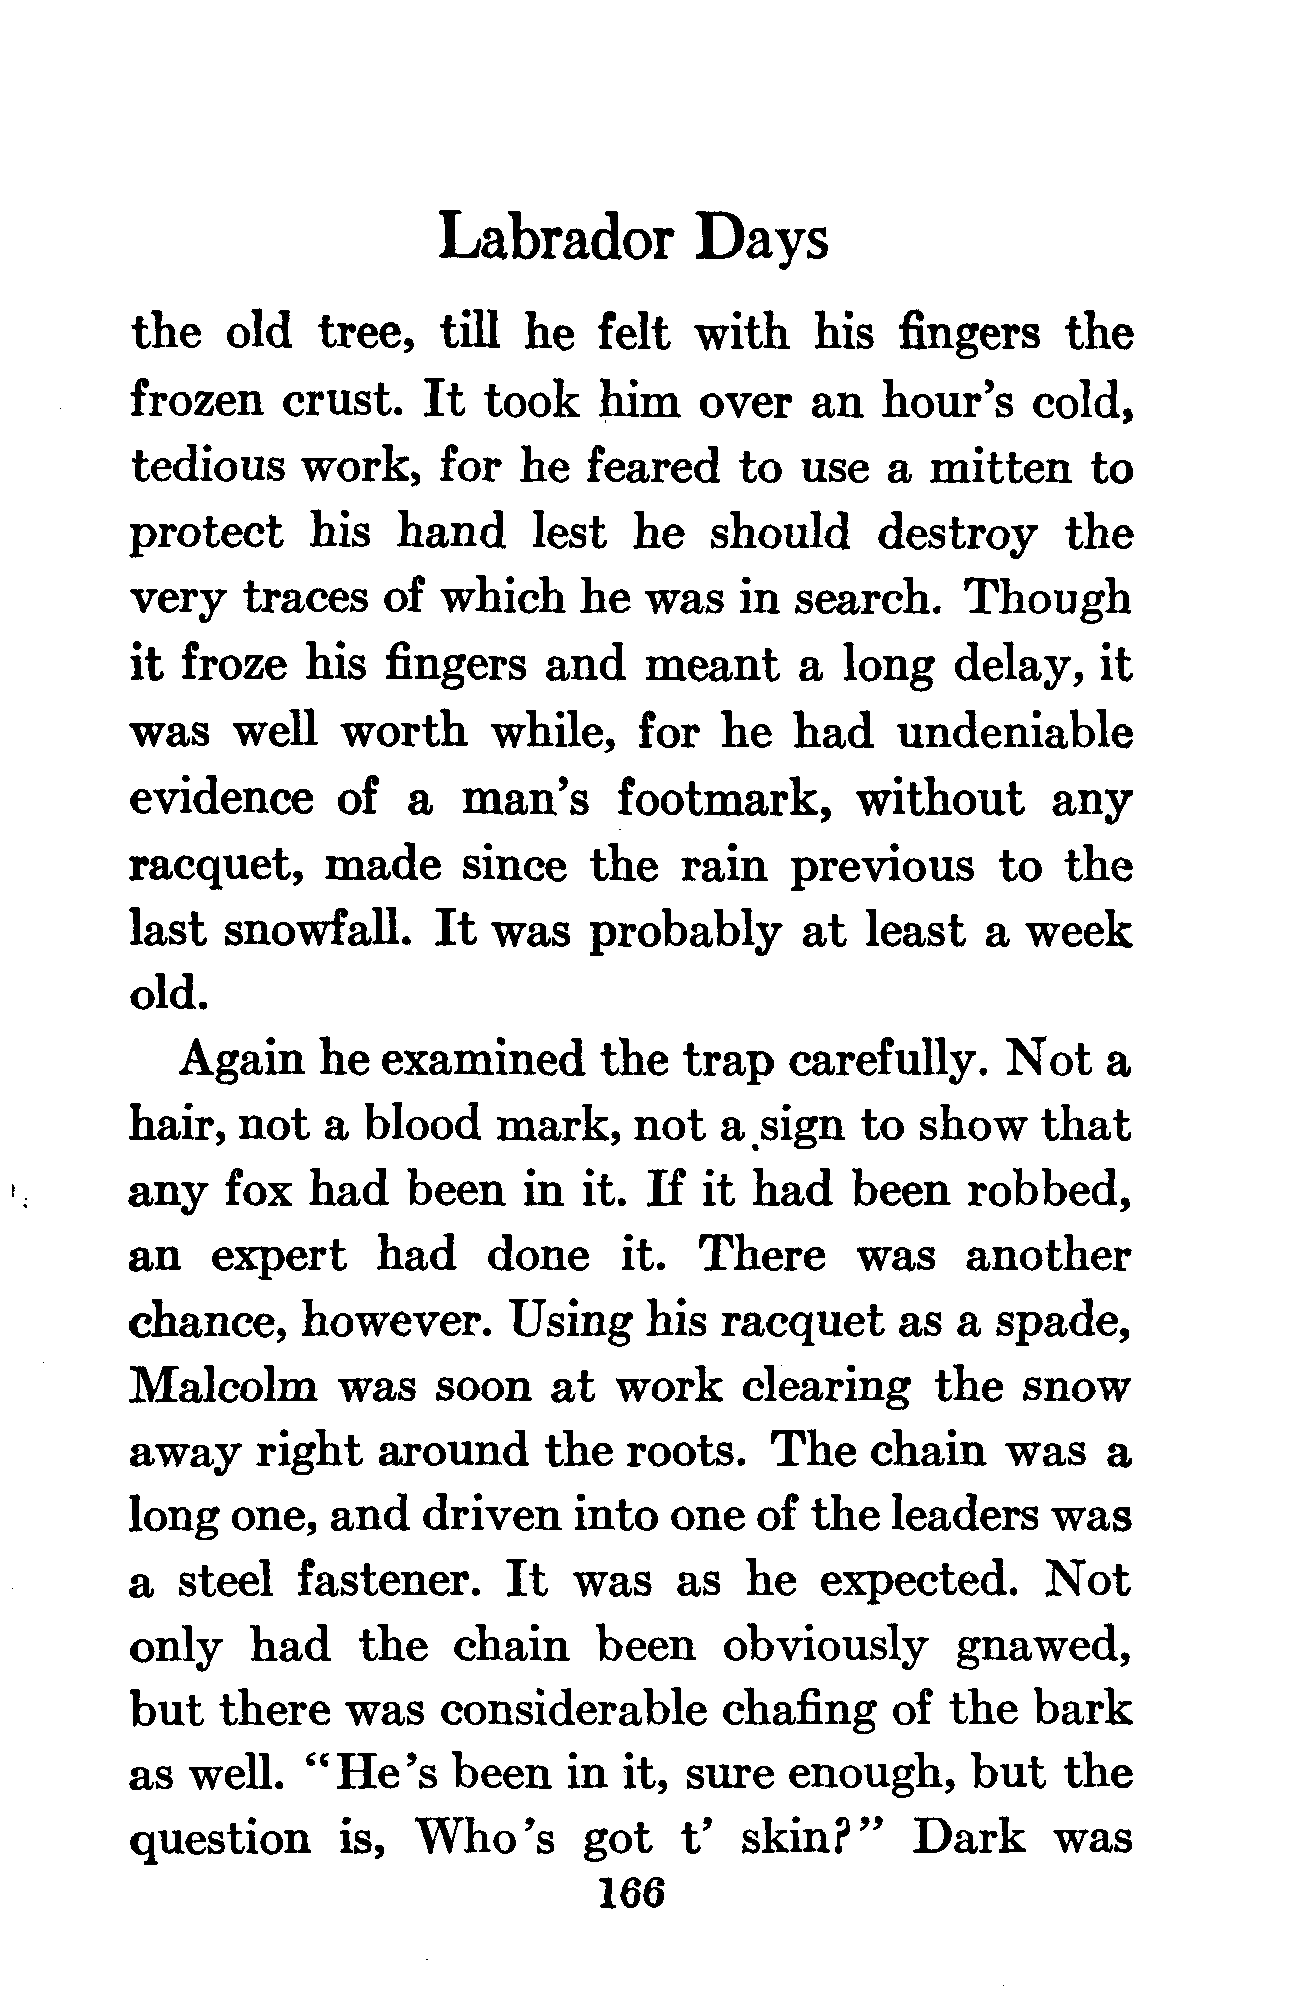 Labrador Days
the old tree, till he felt with his fingers the
frozen crust. It took him over an hour's cold,
tedious work, for he feared to use a mitten to
protect his hand lest he should destroy the
very traces of which he was in search. Though
it froze his fingers and meant a long delay, it
was well worth while, for he had undeniable
evidence of a man's footmark, without any
racquet, made since the rain previous to the
last snowfall. It was probably at least a week
old.
Again he examined the trap carefully. Not a
hair, not a blood mark, not a sign to show that
any fox had been in it. If it had been robbed,
an expert had done it. There was another
chance, however. Using his racquet as a spade,
Malcolm was soon at work clearing the snow
away right around the roots. The chain was a
long one, and driven into one of the leaders was
a steel fastener. It was as he expected. Not
only had the chain been obviously gnawed,
but there was considerable chafing of the bark
as well. "He's been in it, sure enough, but the
question is, Who's got t' skin?" Dark was
166